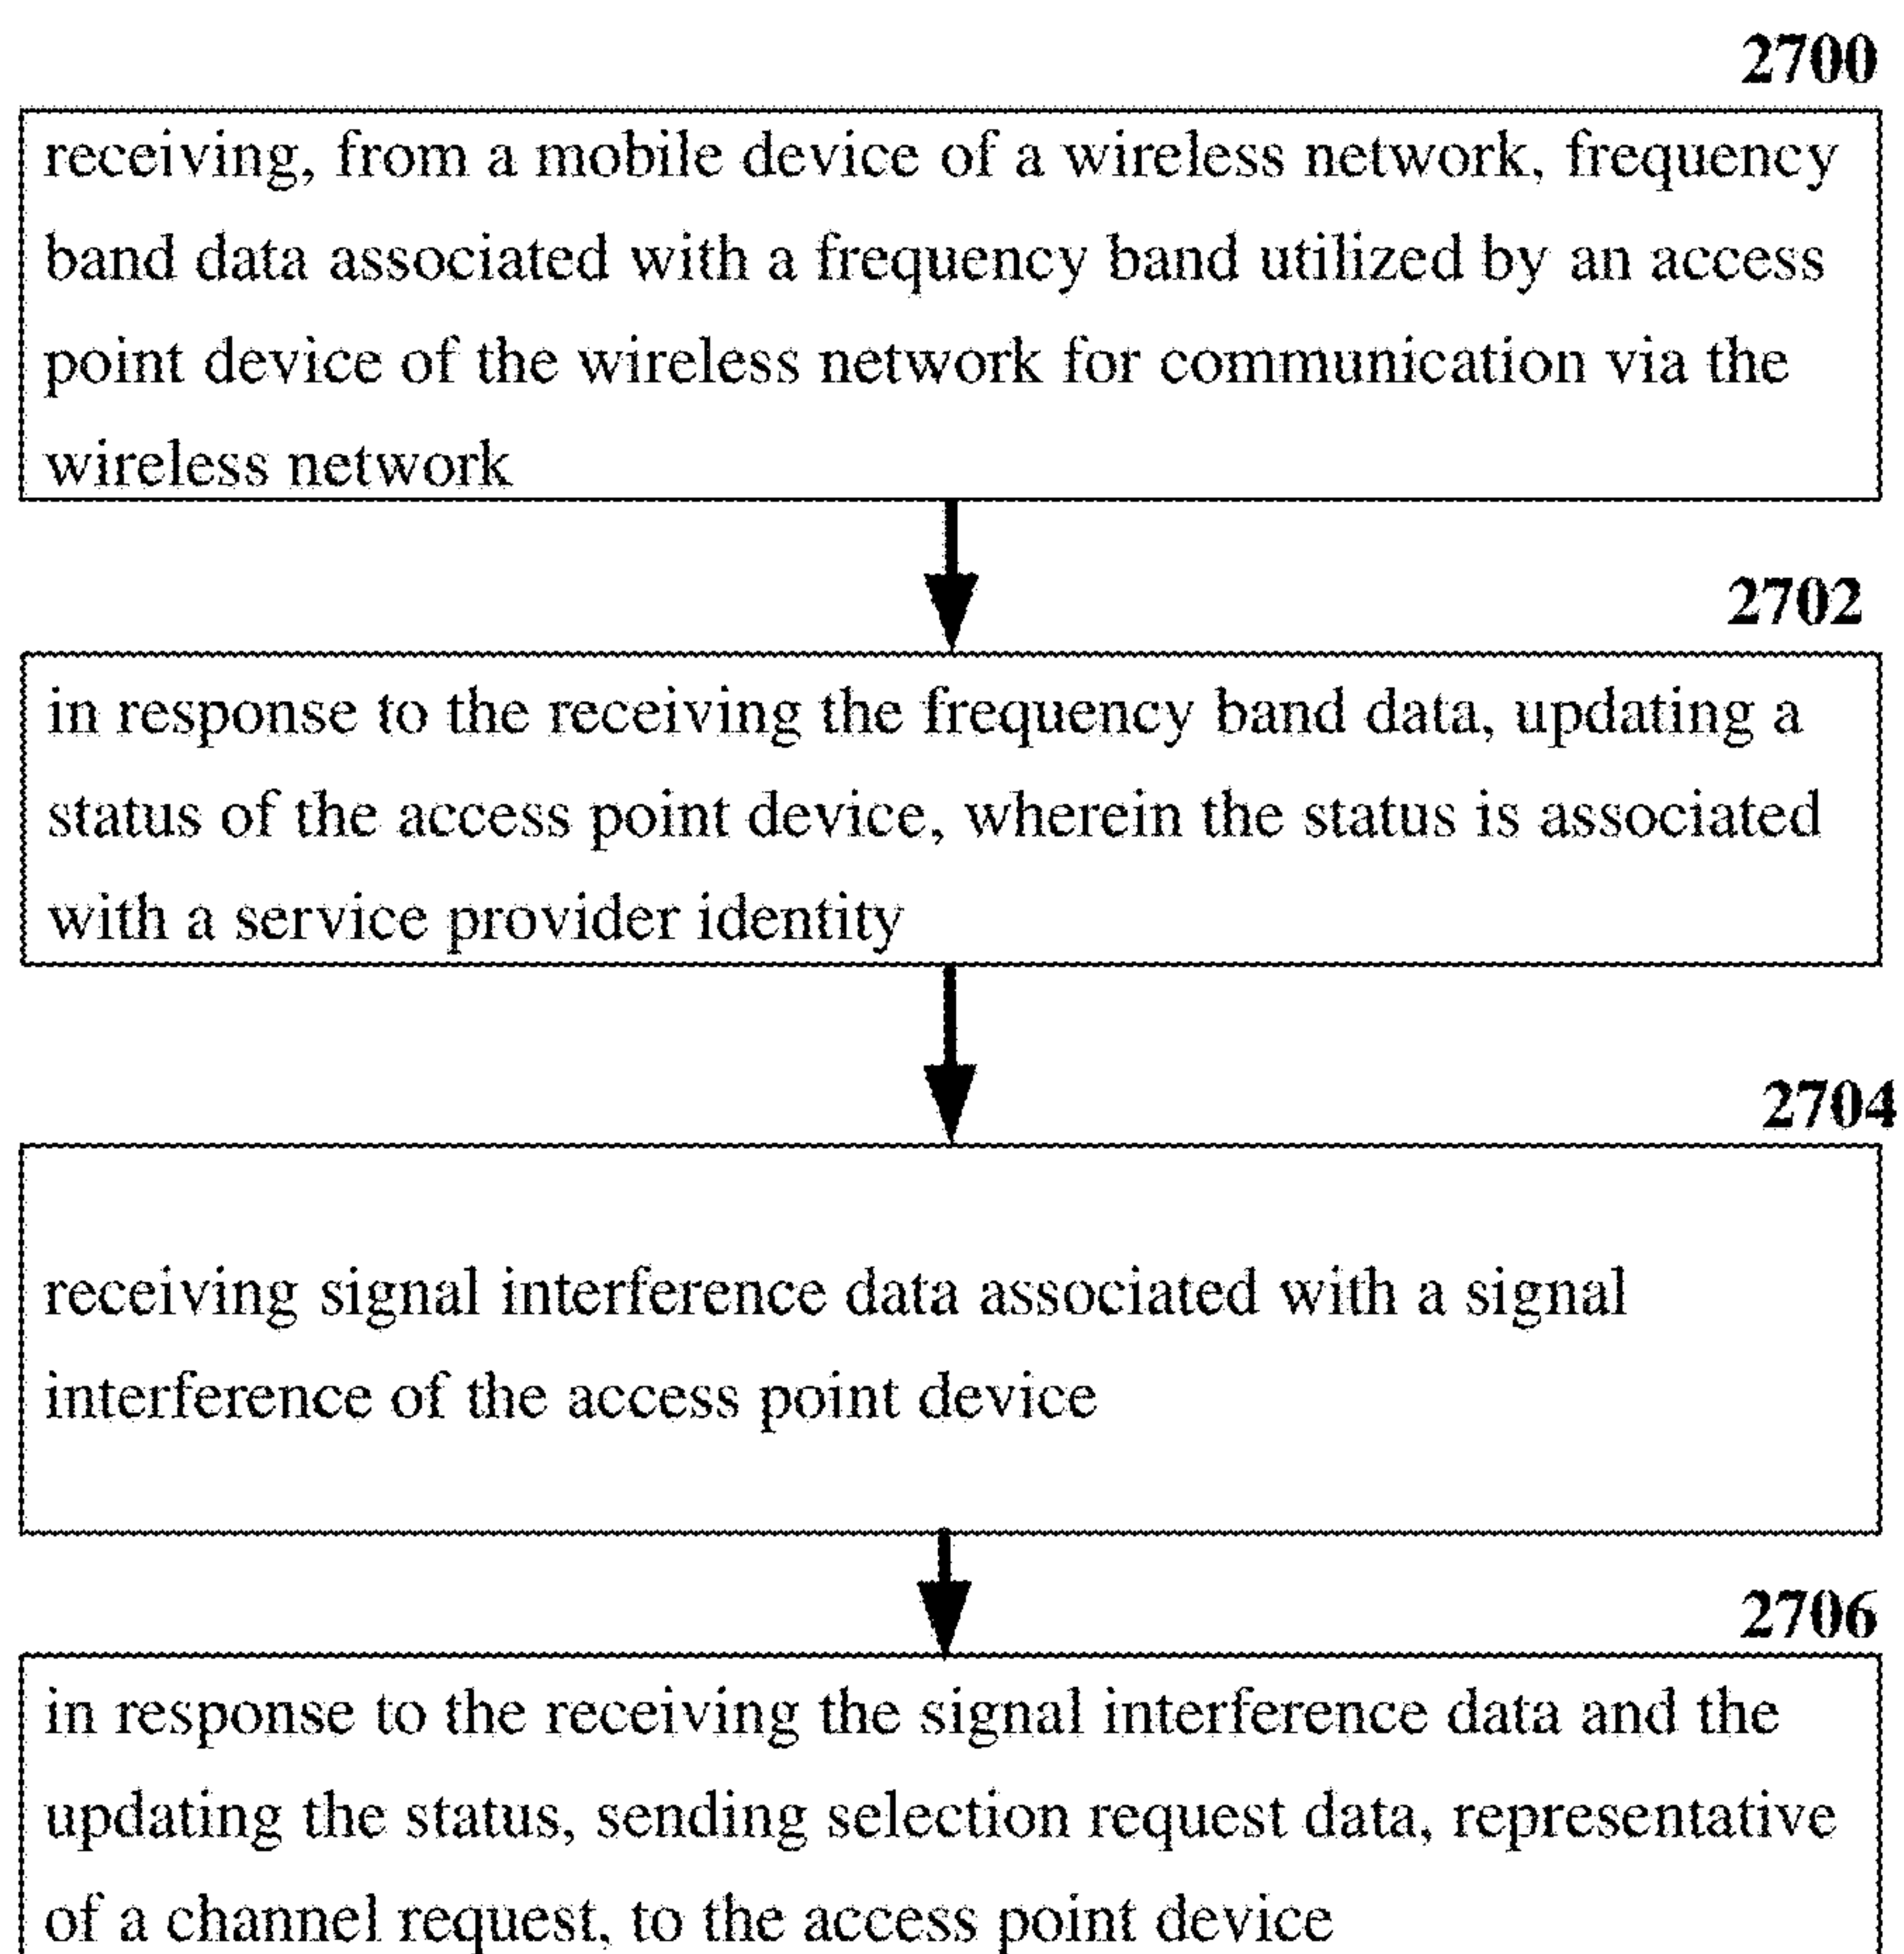 2700
receiving, from a mobile device of a wireless network, frequency
band data associated with a frequency band utilized by an access
point device of the wireless network for communication via the
wireless network
2702
in response to the receiving the frequency band data, updating a
status of the access point device, wherein the status is associated
with a service provider identity
2704
receiving signal interference data associated with a signal
interference of the access point device
2706
in response to the receiving the signal interference data and the
updating the status, sending selection request data, representative
of a channel request, to the access point device